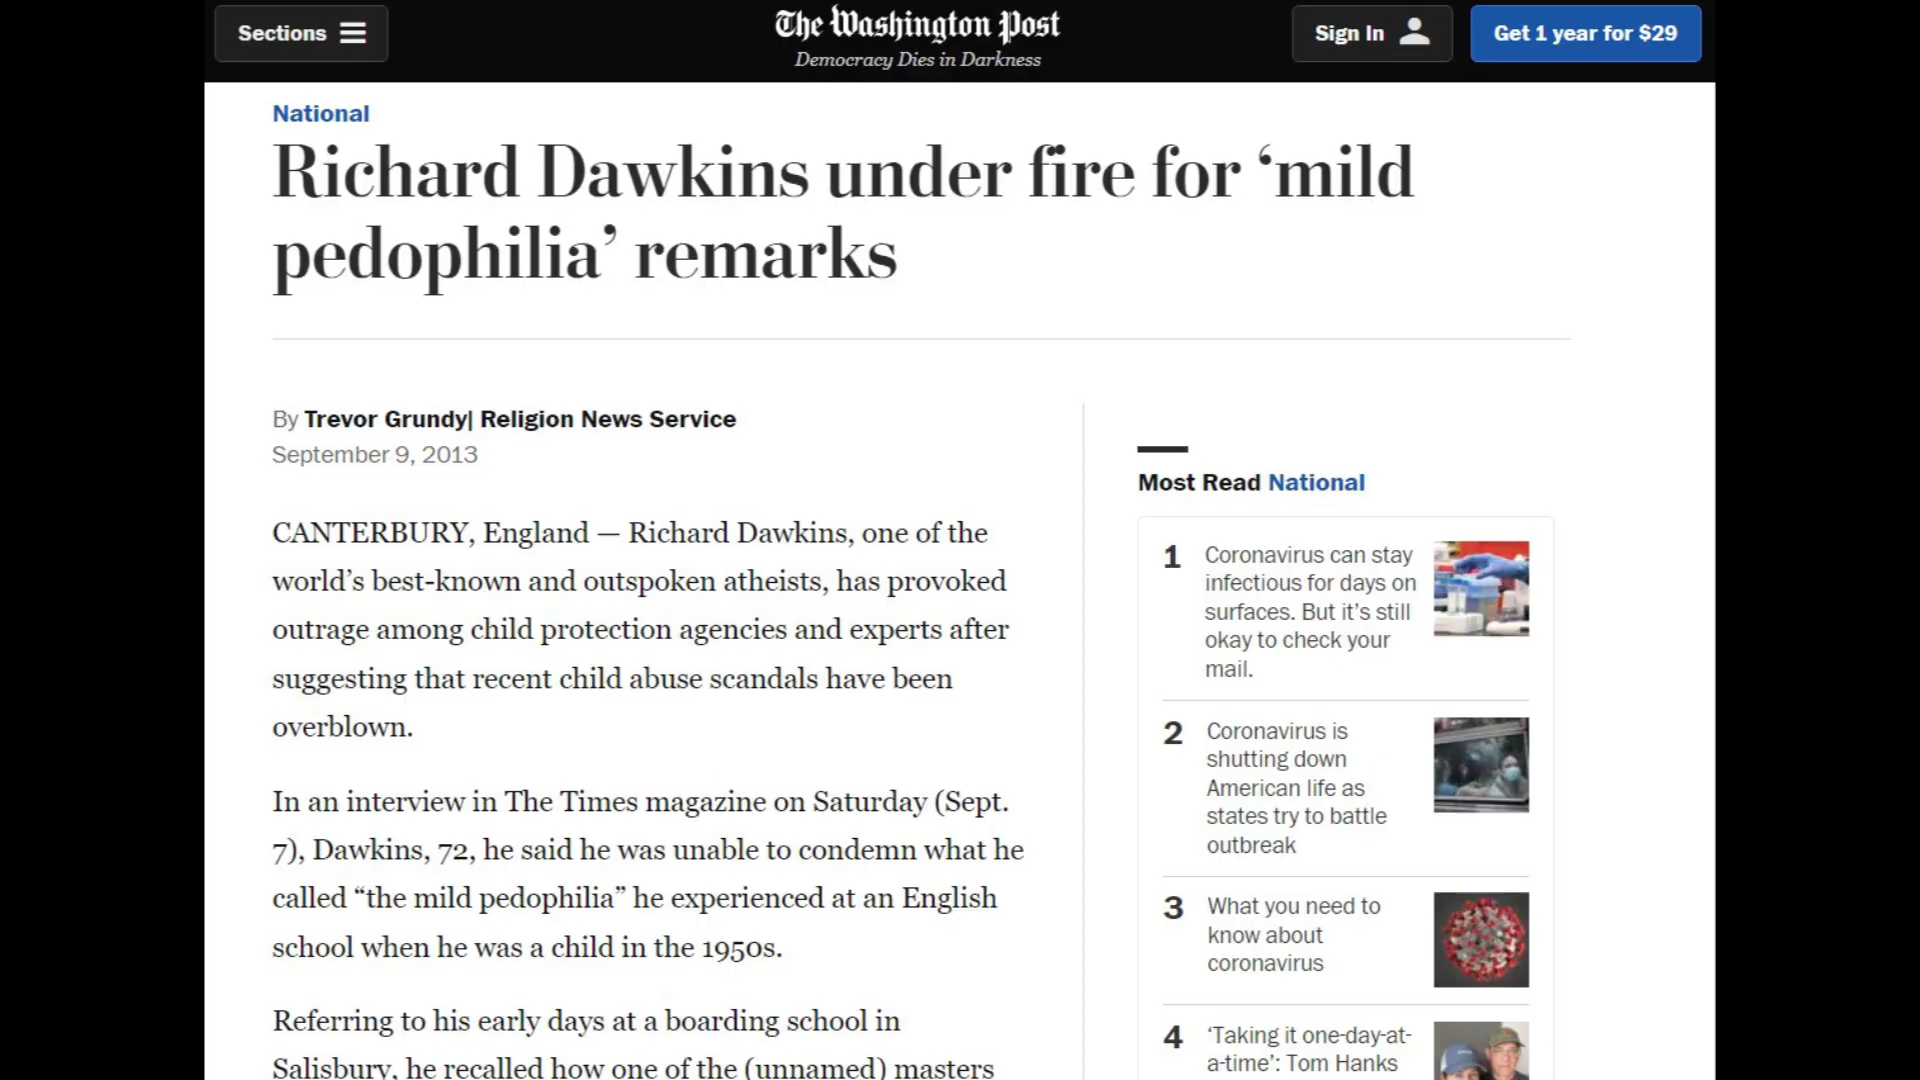 Sections
The Washington Post
Democracy Dies in Darkness
Sign In
Get 1 year for $29
National
Richard Dawkins under fire for ‘mild
pedophilia’ remarks
By Trevor Grundy| Religion News Service
September 9, 2013
CANTERBURY, England — Richard Dawkins, one of the
world’s best-known and outspoken atheists, has provoked
outrage among child protection agencies and experts after
suggesting that recent child abuse scandals have been
overblown.
In an interview in The Times magazine on Saturday (Sept.
7), Dawkins, 72, he said he was unable to condemn what he
called “the mild pedophilia” he experienced at an English
school when he was a child in the 1950s.
Referring to his early days at a boarding school in
Salisbury, he recalled how one of the (unnamed) masters
Most Read National
1 Coronavirus can stay
infectious for days on
surfaces. But it’s still
okay to check your
mail.
2 Coronavirus is
shutting down
American life as
states try to battle
outbreak
3 What you need to
know about
coronavirus
4 ‘Taking it one-day-at-
a-time’: Tom Hanks